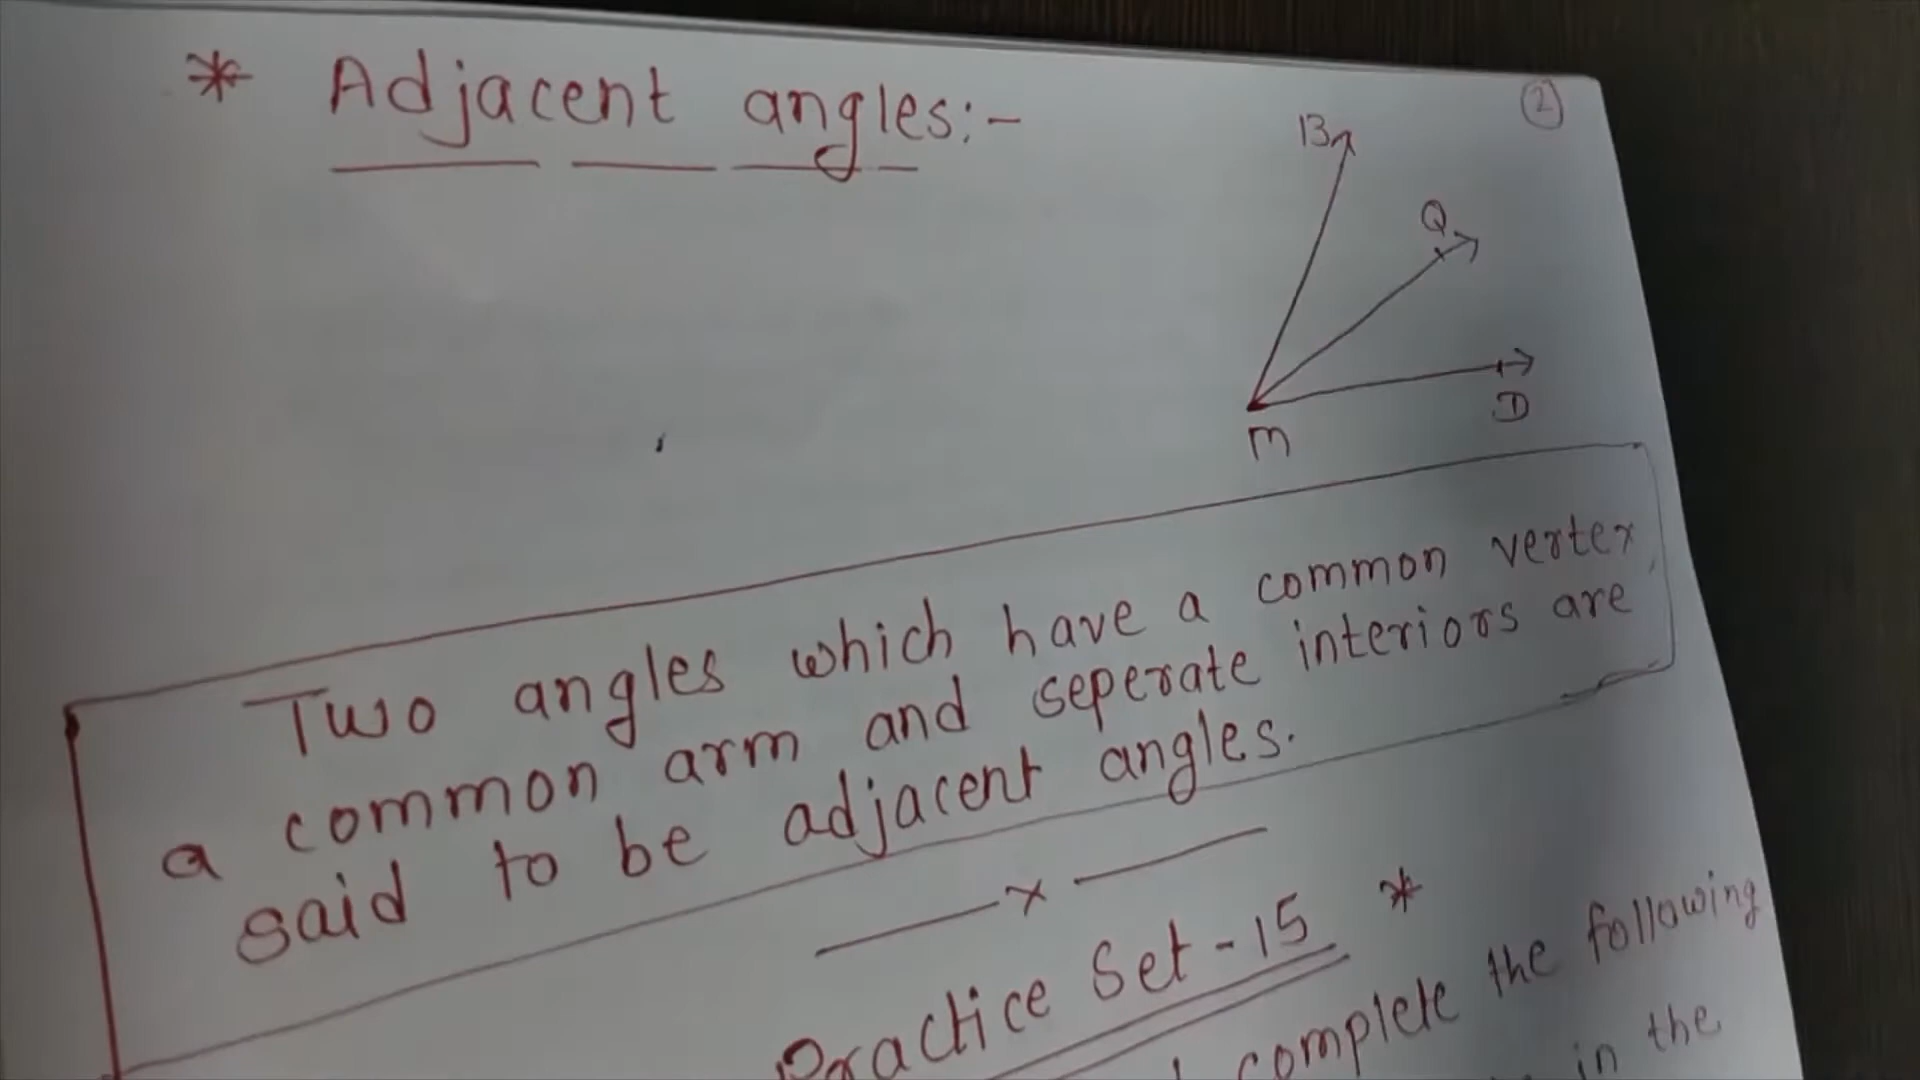 * Adjacent angles:-
2
B
Q
D
M
Two angles which have a common vertex,
a common arm and seperate interiors are
said to be adjacent angles.
x
Practice Set-15 *
complete the following
in the